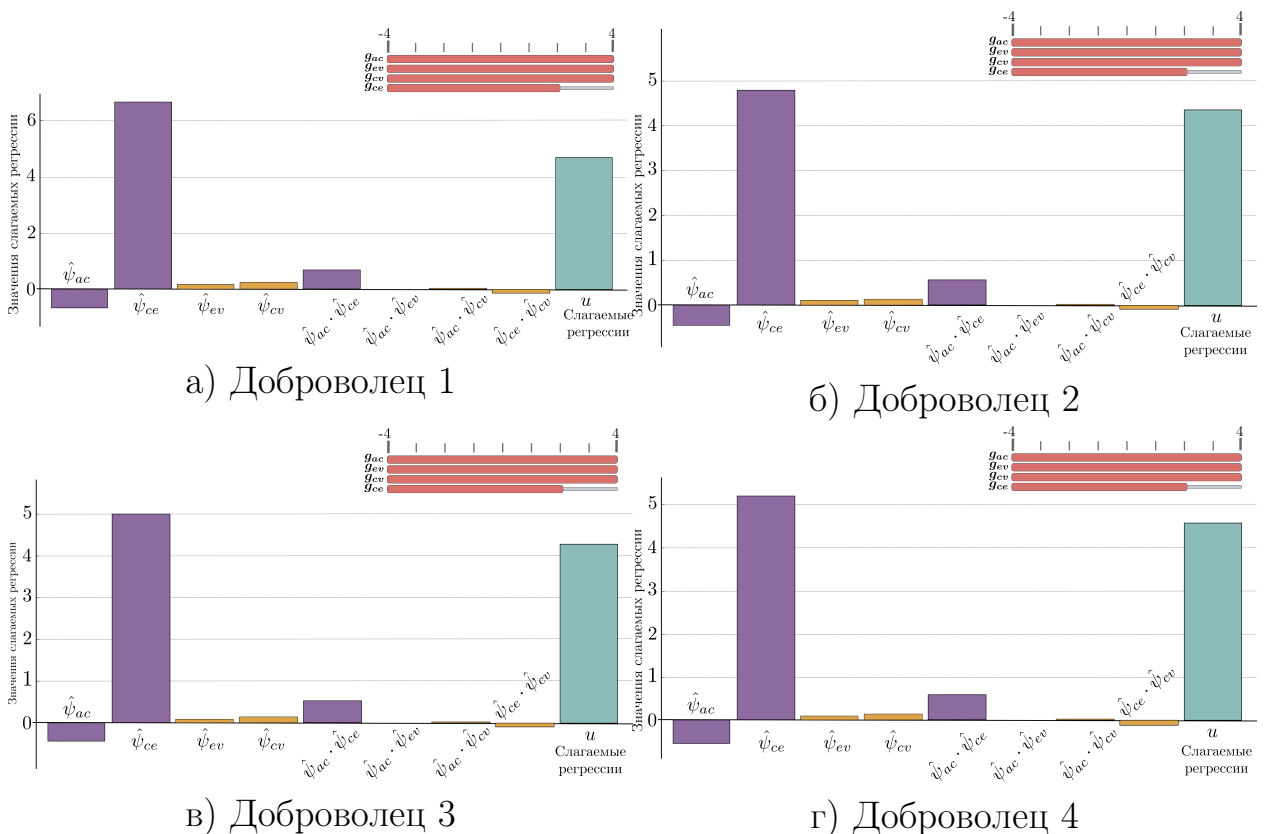 -4 4
g_ac
g_ev
g_cv
g_ce
Значения слагаемых регрессии
6
4
2
0
ψ̂_ac
ψ̂_ce
ψ̂_ev
ψ̂_cv
ψ̂_ac · ψ̂_ce
ψ̂_ac · ψ̂_ev
ψ̂_ac · ψ̂_cv
ψ̂_ce · ψ̂_cv
u
Слагаемые
регрессии
а) Доброволец 1
-4 4
g_ac
g_ev
g_cv
g_ce
Значения слагаемых регрессии
5
4
3
2
1
0
ψ̂_ac
ψ̂_ce
ψ̂_ev
ψ̂_cv
ψ̂_ac · ψ̂_ce
ψ̂_ac · ψ̂_ev
ψ̂_ac · ψ̂_cv
ψ̂_ce · ψ̂_cv
u
Слагаемые
регрессии
б) Доброволец 2
-4 4
g_ac
g_ev
g_cv
g_ce
Значения слагаемых регрессии
5
4
3
2
1
0
ψ̂_ac
ψ̂_ce
ψ̂_ev
ψ̂_cv
ψ̂_ac · ψ̂_ce
ψ̂_ac · ψ̂_ev
ψ̂_ac · ψ̂_cv
ψ̂_ce · ψ̂_cv
u
Слагаемые
регрессии
в) Доброволец 3
-4 4
g_ac
g_ev
g_cv
g_ce
Значения слагаемых регрессии
5
4
3
2
1
0
ψ̂_ac
ψ̂_ce
ψ̂_ev
ψ̂_cv
ψ̂_ac · ψ̂_ce
ψ̂_ac · ψ̂_ev
ψ̂_ac · ψ̂_cv
ψ̂_ce · ψ̂_cv
u
Слагаемые
регрессии
г) Доброволец 4